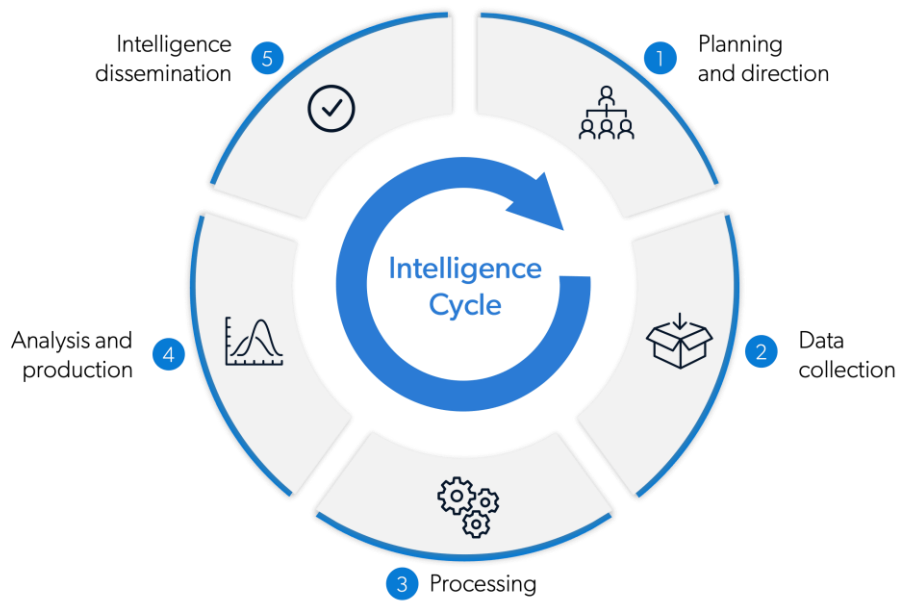 1
Planning
and direction
2
Data
collection
3
Processing
4
Analysis and
production
5
Intelligence
dissemination
Intelligence
Cycle